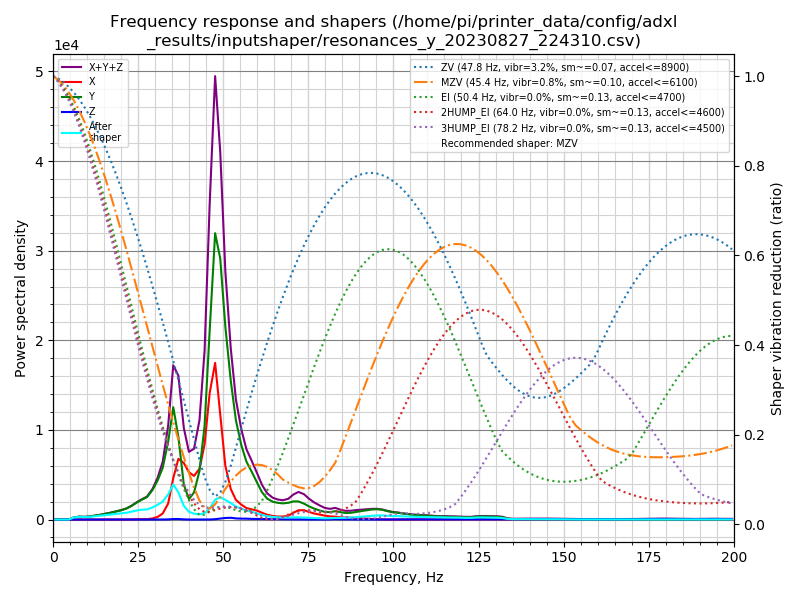 Frequency response and shapers (/home/pi/printer_data/config/adxl
_results/inputshaper/resonances_y_20230827_224310.csv)
1e4
X+Y+Z
X
Y
Z
After
shaper
ZV (47.8 Hz, vibr=3.2%, sm~=0.07, accel<=8900)
MZV (45.4 Hz, vibr=0.8%, sm~=0.10, accel<=6100)
EI (50.4 Hz, vibr=0.0%, sm~=0.13, accel<=4700)
2HUMP_EI (64.0 Hz, vibr=0.0%, sm~=0.13, accel<=4600)
3HUMP_EI (78.2 Hz, vibr=0.0%, sm~=0.13, accel<=4500)
Recommended shaper: MZV
5
4
3
2
1
0
Power spectral density
1.0
0.8
0.6
0.4
0.2
0.0
Shaper vibration reduction (ratio)
0 25 50 75 100 125 150 175 200
Frequency, Hz